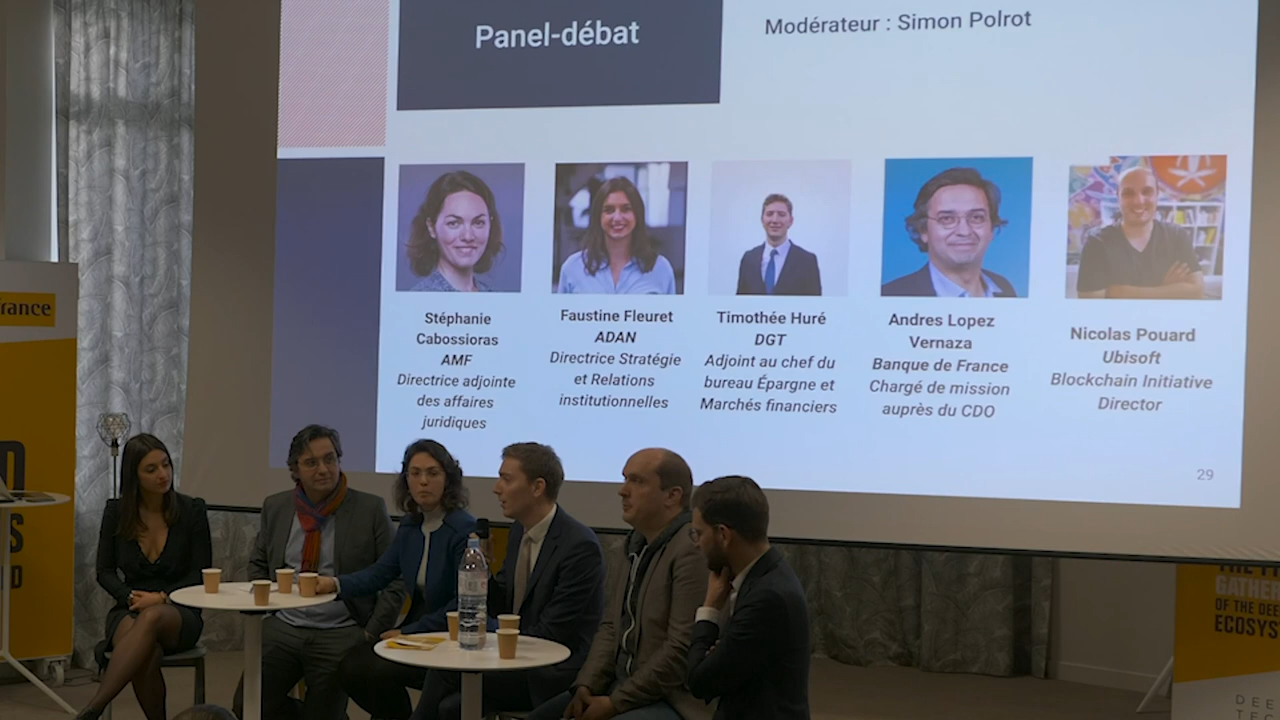 Panel-débat
Modérateur : Simon Polrot
Stéphanie
Cabossioras
AMF
Directrice adjointe
des affaires
juridiques
Faustine Fleuret
ADAN
Directrice Stratégie
et Relations
institutionnelles
Timothée Huré
DGT
Adjoint au chef du
bureau Épargne et
Marchés financiers
Andres Lopez
Vernaza
Banque de France
Chargé de mission
auprès du CDO
Nicolas Pouard
Ubisoft
Blockchain Initiative
Director
29
rance
D
S
D
GATHER
OF THE DEE
ECOSYS
DEE
TE